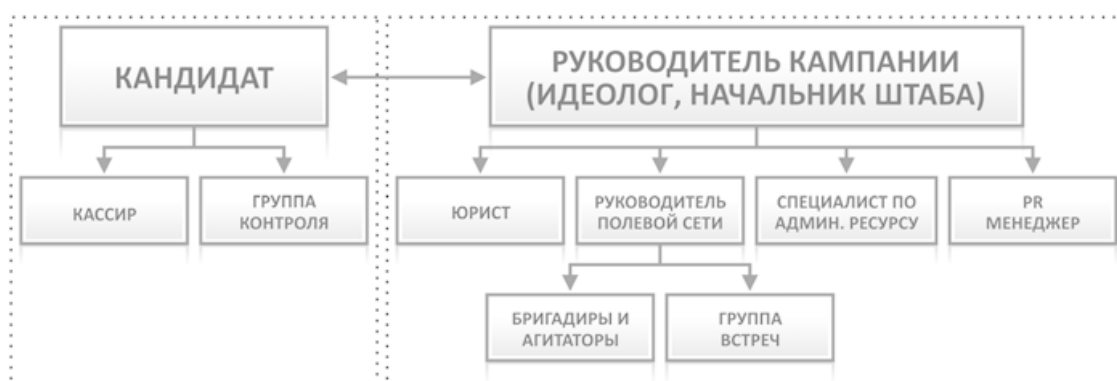 КАНДИДАТ
РУКОВОДИТЕЛЬ КАМПАНИИ
(ИДЕОЛОГ, НАЧАЛЬНИК ШТАБА)
КАССИР
ГРУППА
КОНТРОЛЯ
ЮРИСТ
РУКОВОДИТЕЛЬ
ПОЛЕВОЙ СЕТИ
СПЕЦИАЛИСТ ПО
АДМИН. РЕСУРСУ
PR
МЕНЕДЖЕР
БРИГАДИРЫ И
АГИТАТОРЫ
ГРУППА
ВСТРЕЧ